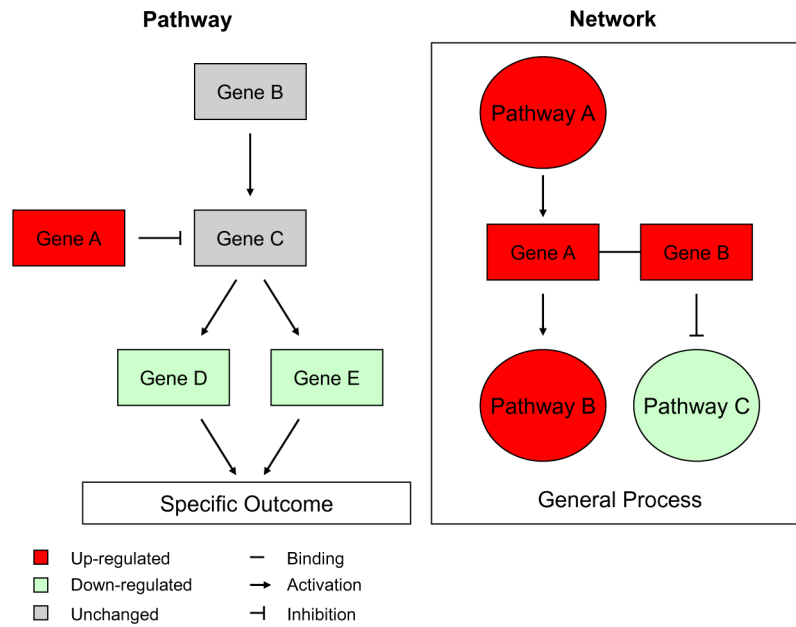 Pathway
Network
Gene B
Pathway A
Gene A
Gene C
Gene A
Gene B
Gene D
Gene E
Pathway B
Pathway C
Specific Outcome
General Process
Up-regulated
Binding
Down-regulated
Activation
Unchanged
Inhibition